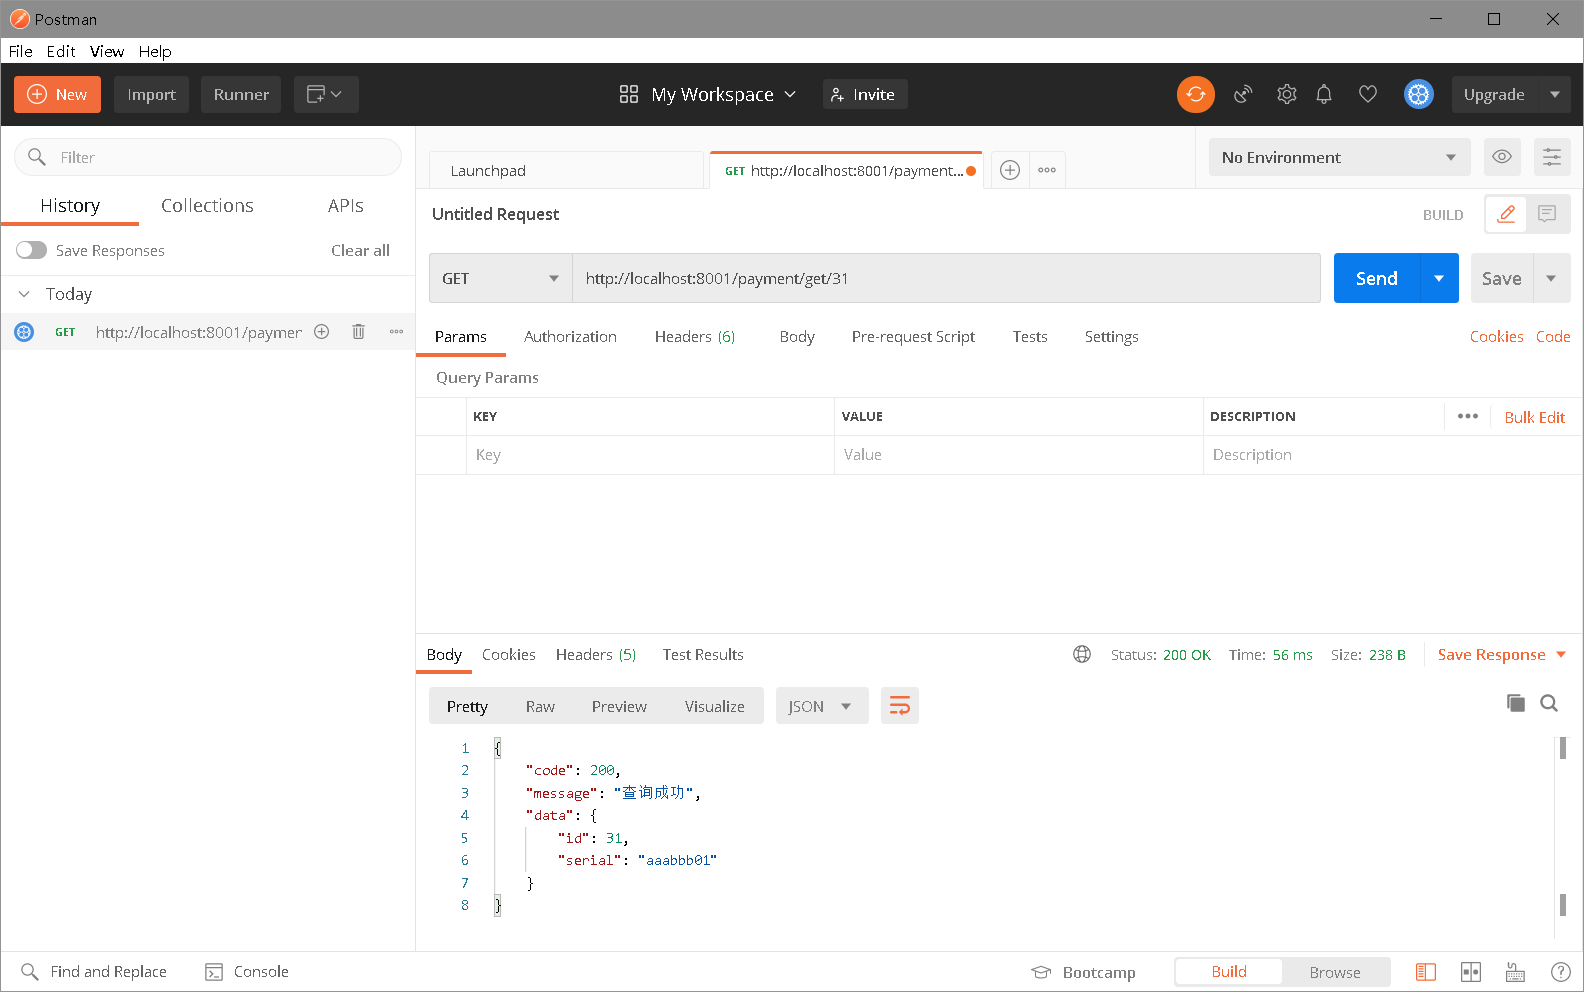 Postman
File Edit View Help
New Import Runner My Workspace Invite Upgrade
Filter
History Collections APIs
Save Responses Clear all
Today
GET http://localhost:8001/paymer
Launchpad GET http://localhost:8001/payment... No Environment
Untitled Request BUILD
GET http://localhost:8001/payment/get/31 Send Save
Params Authorization Headers (6) Body Pre-request Script Tests Settings Cookies Code
Query Params
KEY VALUE DESCRIPTION Bulk Edit
Key Value Description
Body Cookies Headers (5) Test Results Status: 200 OK Time: 56 ms Size: 238 B Save Response
Pretty Raw Preview Visualize JSON
1 {
2 "code": 200,
3 "message": "查询成功",
4 "data": {
5 "id": 31,
6 "serial": "aaabbb01"
7 }
8 }
Find and Replace Console Bootcamp Build Browse